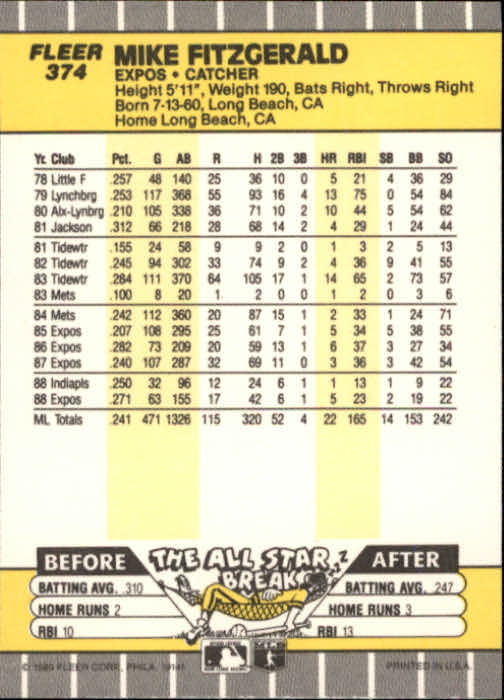 FLEER
374
MIKE FITZGERALD
EXPOS • CATCHER
Height 5'11", Weight 190, Bats Right, Throws Right
Born 7-13-60, Long Beach, CA
Home Long Beach, CA
Yr. Club Pct. G AB R H 2B 3B HR RBI SB BB SO
78 Little F .257 48 140 25 36 10 0 5 21 4 36 29
79 Lynchbrg .253 117 368 55 93 16 4 13 75 0 54 84
80 Alx-Lynbrg .210 105 338 36 71 10 2 10 44 5 54 62
81 Jackson .312 66 218 28 68 14 2 4 29 1 24 44
81 Tidewtr .155 24 58 9 9 2 0 1 3 2 5 13
82 Tidewtr .245 94 302 33 74 9 2 4 36 9 41 55
83 Tidewtr .284 111 370 64 105 17 1 14 65 2 73 57
83 Mets .100 8 20 1 2 0 0 1 2 0 3 6
84 Mets .242 112 360 20 87 15 1 2 33 1 24 71
85 Expos .207 108 295 25 61 7 1 5 34 5 38 55
86 Expos .282 73 209 20 59 13 1 6 37 3 27 34
87 Expos .240 107 287 32 69 11 0 3 36 3 42 54
88 Indiapls .250 32 96 12 24 6 1 1 13 1 9 22
88 Expos .271 63 155 17 42 6 1 5 23 2 19 22
ML Totals .241 471 1326 115 320 52 4 22 165 14 153 242
BEFORE THE ALL STAR BREAK AFTER
BATTING AVG. .310
HOME RUNS 2
RBI 10
BATTING AVG. .247
HOME RUNS 3
RBI 13
© 1989 FLEER CORP., PHILA. 19141
PRINTED IN U.S.A.